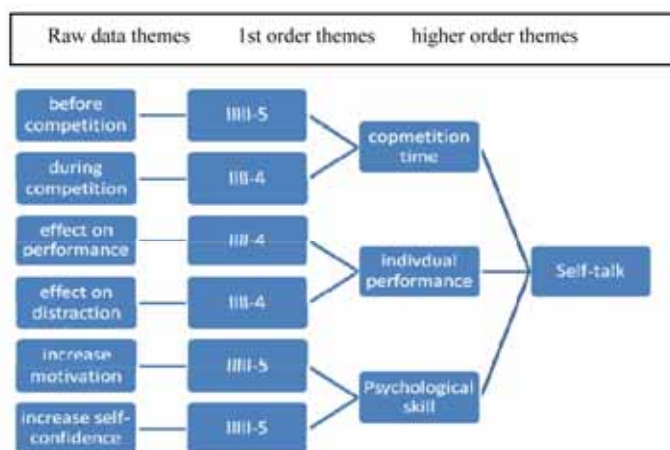 Raw data themes 1st order themes higher order themes
before
competition
IIIII-5
copmetition
time
during
competition
IIII-4
effect on
performance
IIII-4
indivdual
performance
Self-talk
effect on
distraction
IIII-4
increase
motivation
IIIII-5
Psychological
skill
increase self-
confidence
IIIII-5